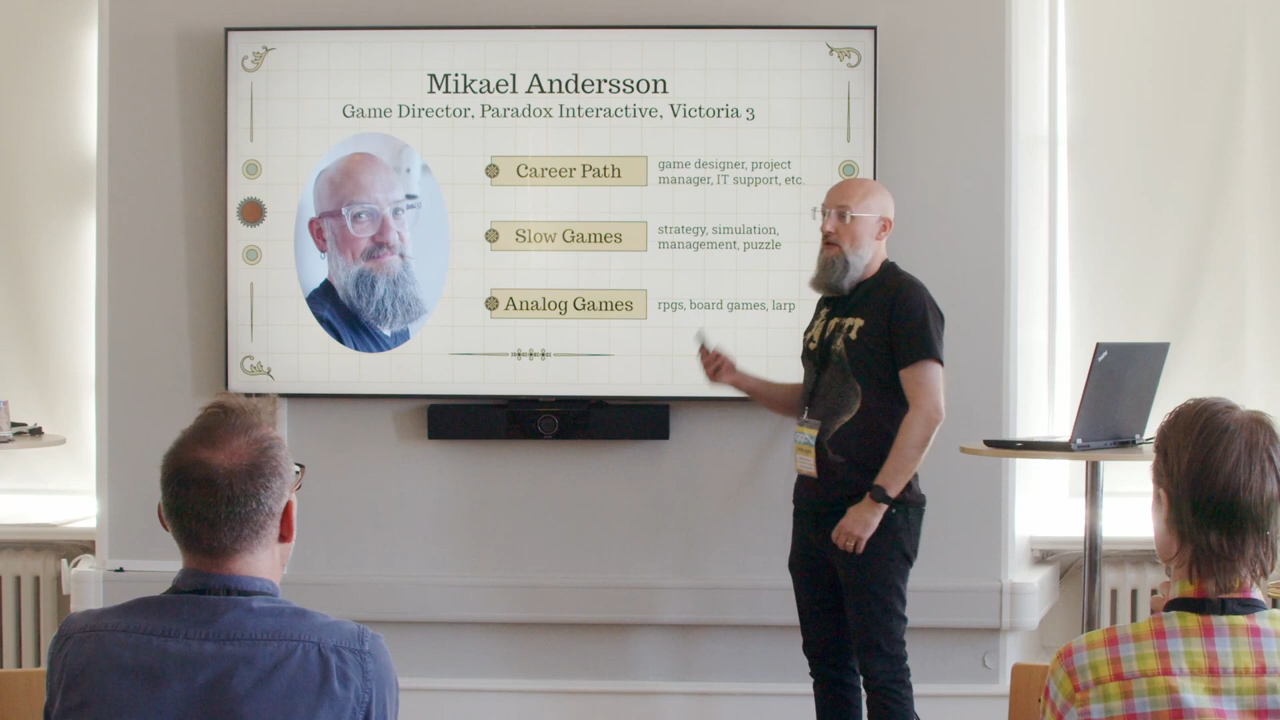 Mikael Andersson
Game Director, Paradox Interactive, Victoria 3
Career Path
game designer, project
manager, IT support, etc.
Slow Games
strategy, simulation,
management, puzzle
Analog Games
rpgs, board games, larp